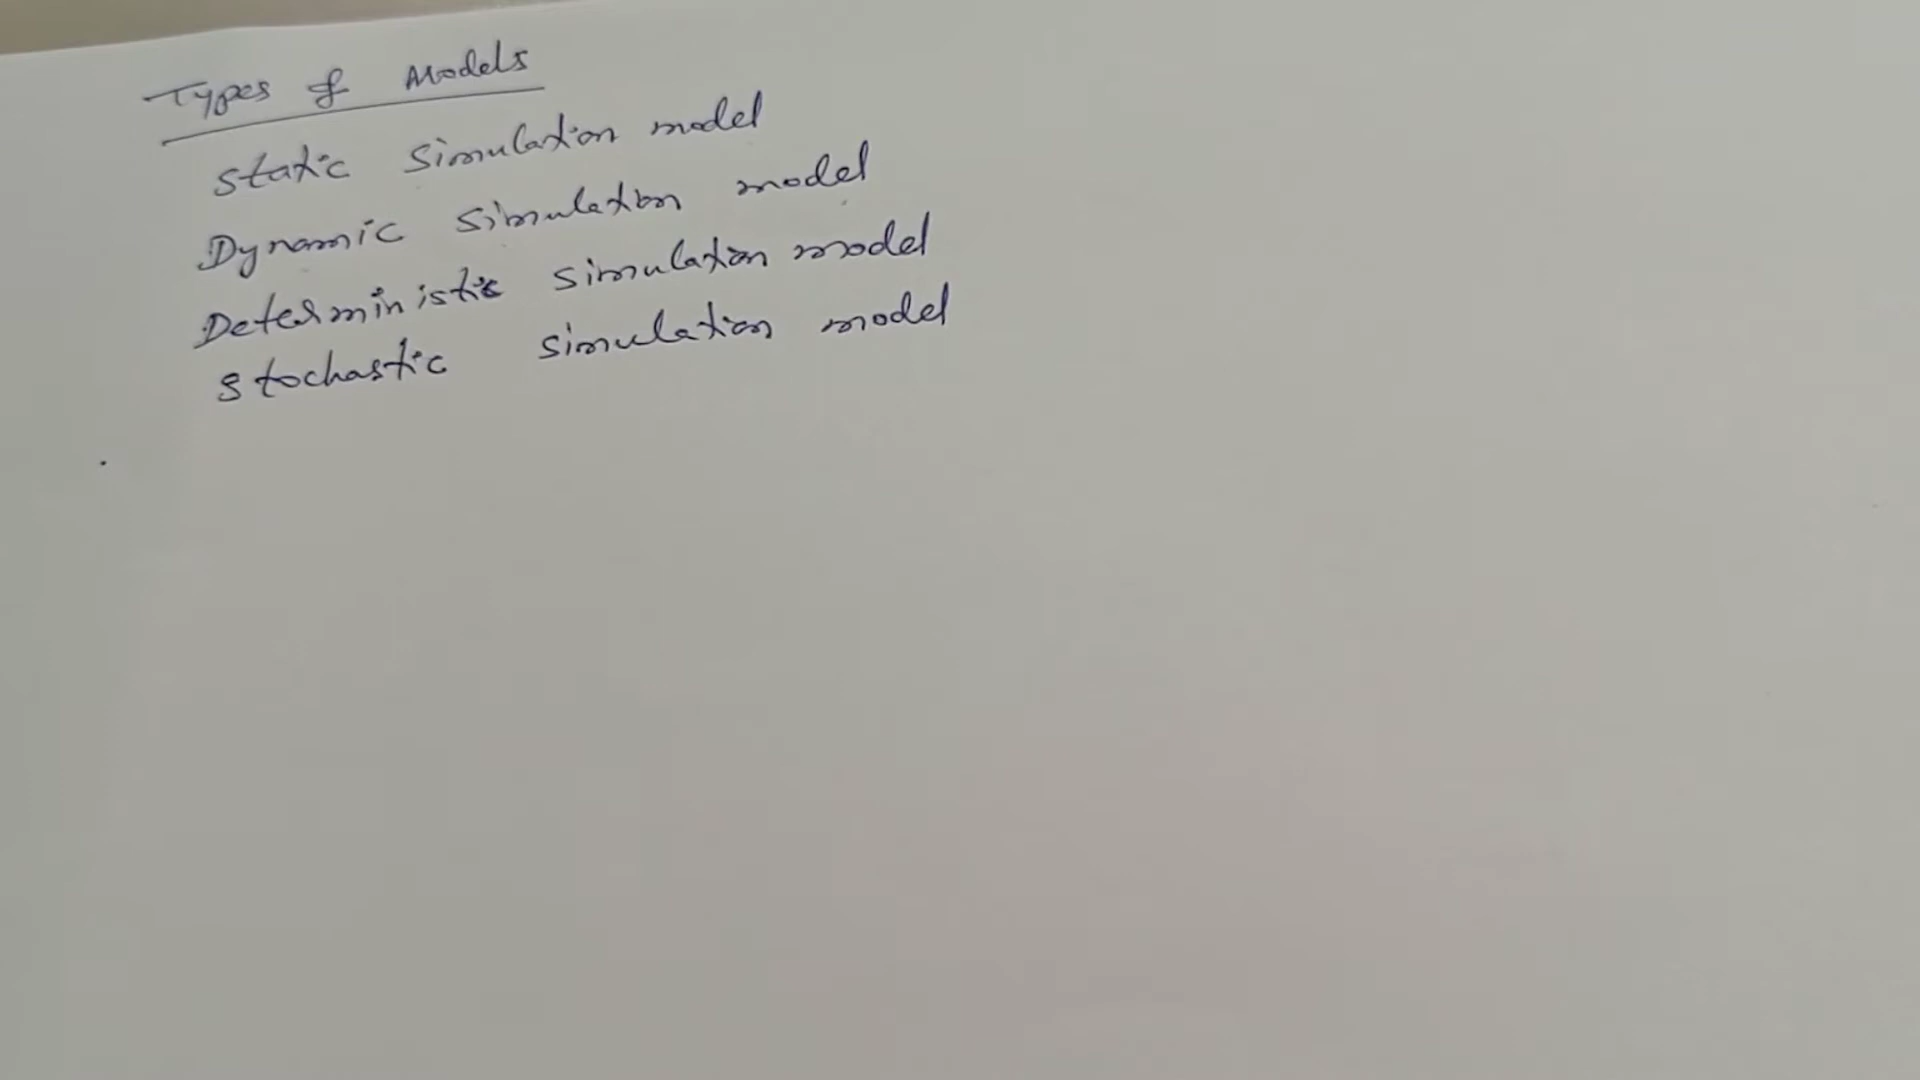 Types of Models
Static Simulation model
Dynamic Simulation model
Deterministic Simulation model
Stochastic Simulation model